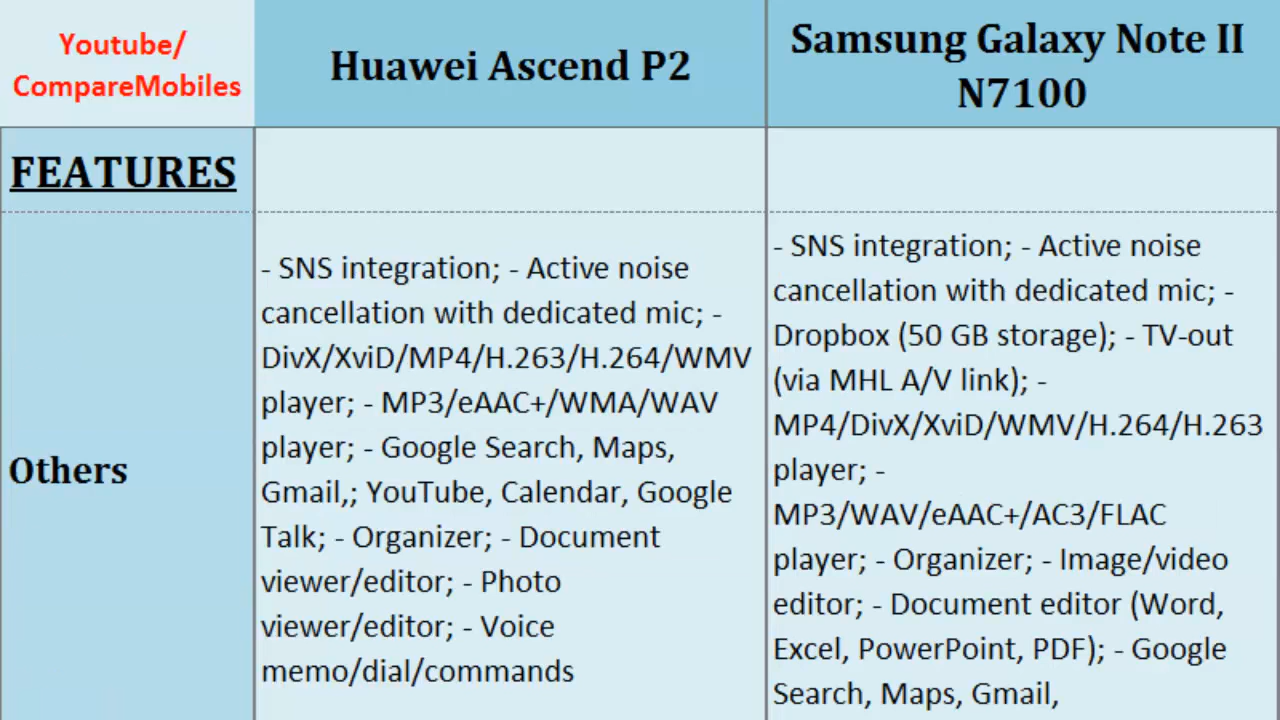 Youtube/
CompareMobiles
Huawei Ascend P2
Samsung Galaxy Note II
N7100
FEATURES
Others
- SNS integration; - Active noise
cancellation with dedicated mic; -
DivX/XviD/MP4/H.263/H.264/WMV
player; - MP3/eAAC+/WMA/WAV
player; - Google Search, Maps,
Gmail,; YouTube, Calendar, Google
Talk; - Organizer; - Document
viewer/editor; - Photo
viewer/editor; - Voice
memo/dial/commands
- SNS integration; - Active noise
cancellation with dedicated mic; -
Dropbox (50 GB storage); - TV-out
(via MHL A/V link); -
MP4/DivX/XviD/WMV/H.264/H.263
player; -
MP3/WAV/eAAC+/AC3/FLAC
player; - Organizer; - Image/video
editor; - Document editor (Word,
Excel, PowerPoint, PDF); - Google
Search, Maps, Gmail,